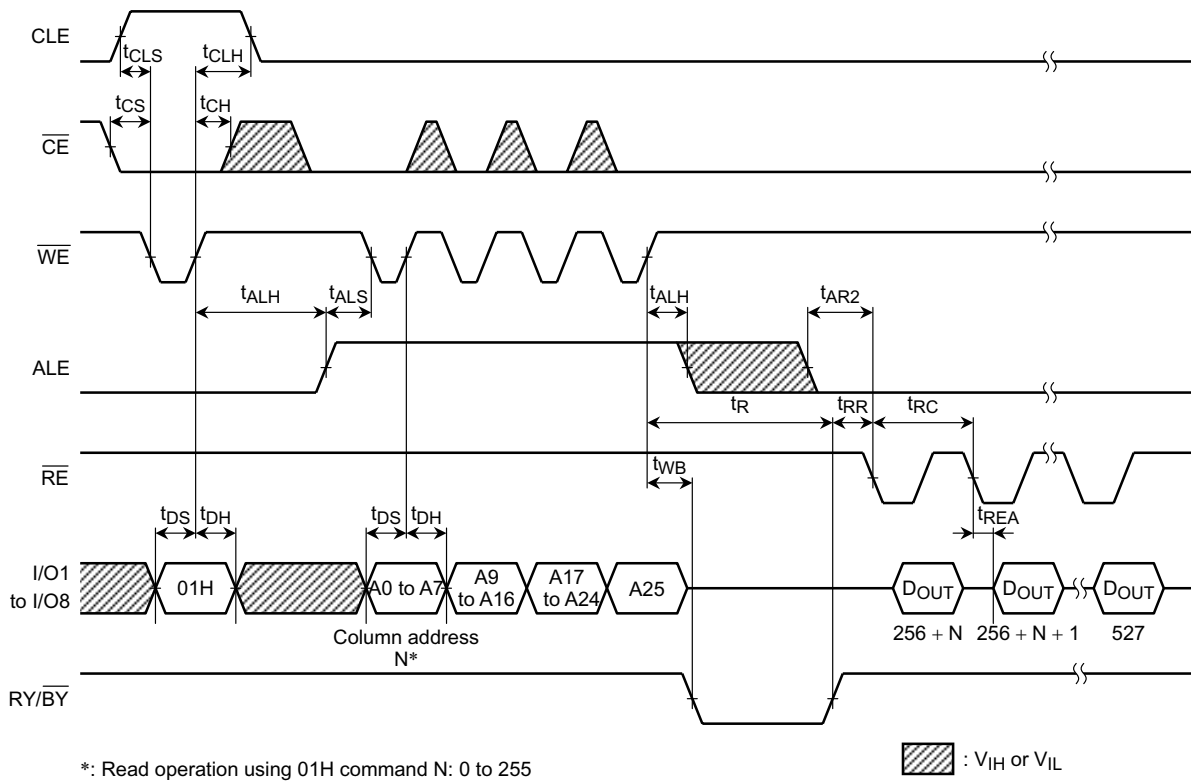 CLE
tCLS tCLH
tCS tCH
CE
WE
tALH tALS tALH tAR2
ALE
tR tRR tRC
tWB
RE
tDS tDH tDS tDH tREA
I/O1
to I/O8
01H
A0 to A7
A9
to A16
A17
to A24
A25
DOUT DOUT DOUT
256 + N 256 + N + 1 527
Column address
N*
RY/BY
*: Read operation using 01H command N: 0 to 255
: VIH or VIL